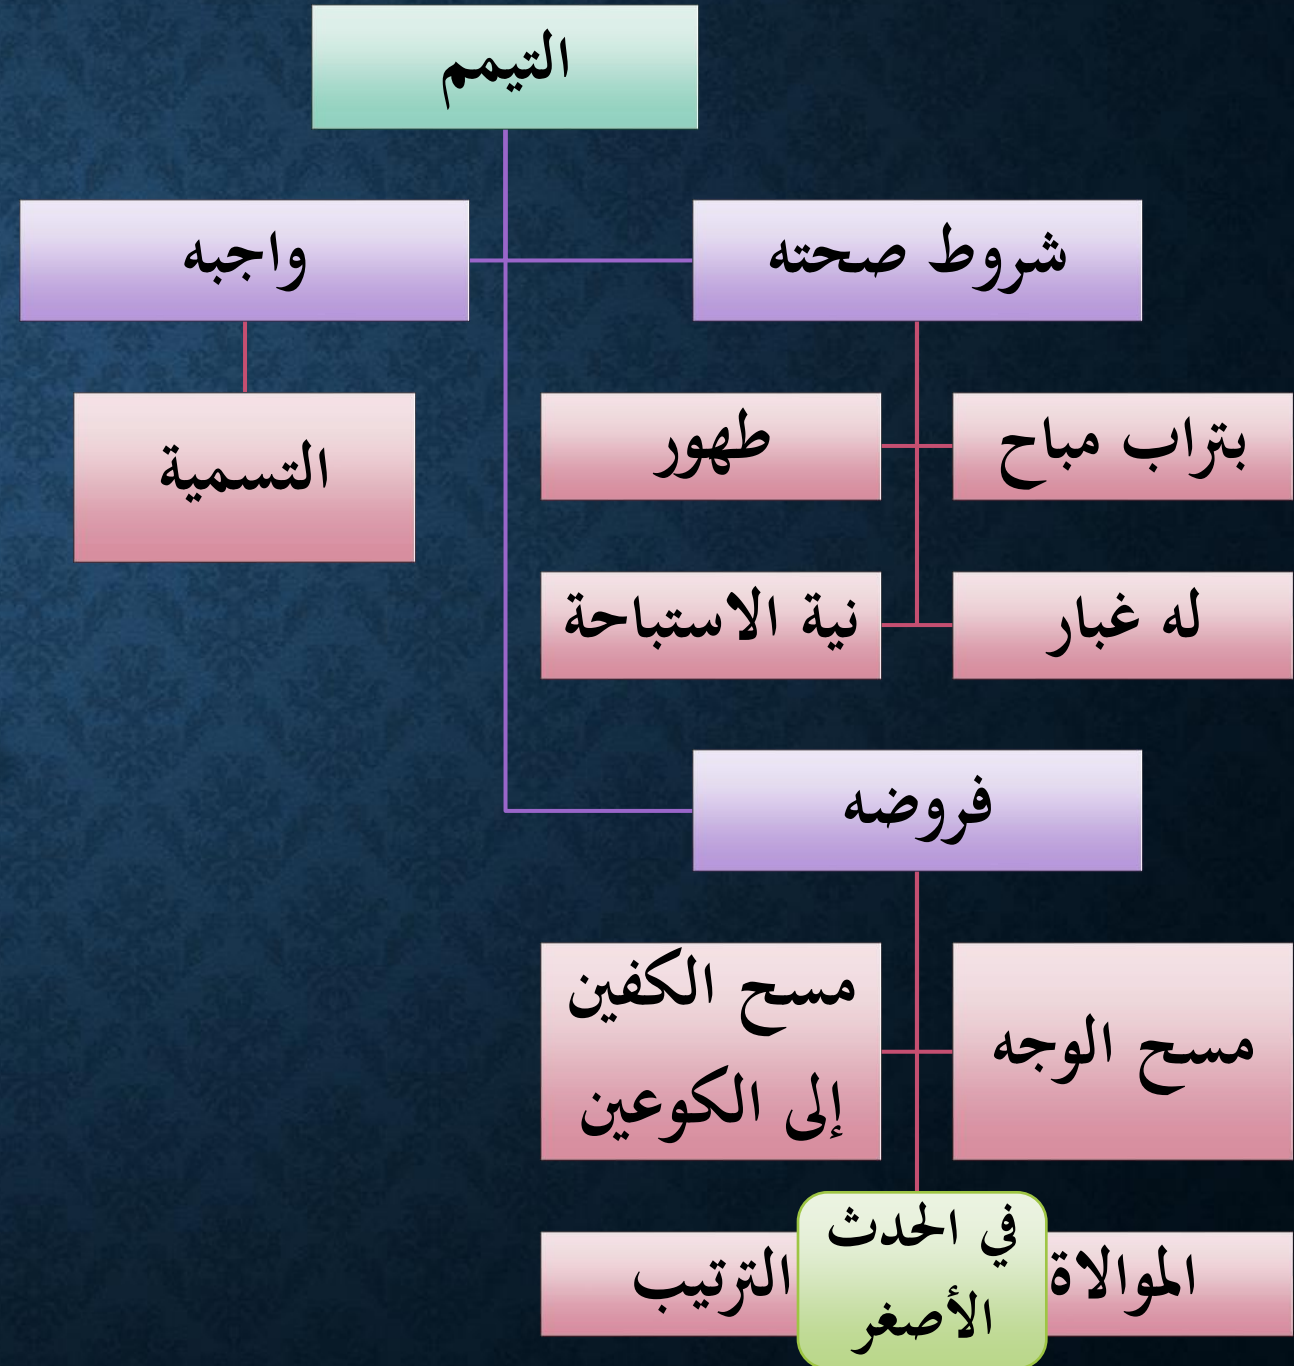 التيمم
شروط صحته
واجبه
بتراب مباح
طهور
التسمية
له غبار
نية الاستباحة
فروضه
مسح الوجه
مسح الكفين
إلى الكوعين
الموالاة
في الحدث
الأصغر
الترتيب